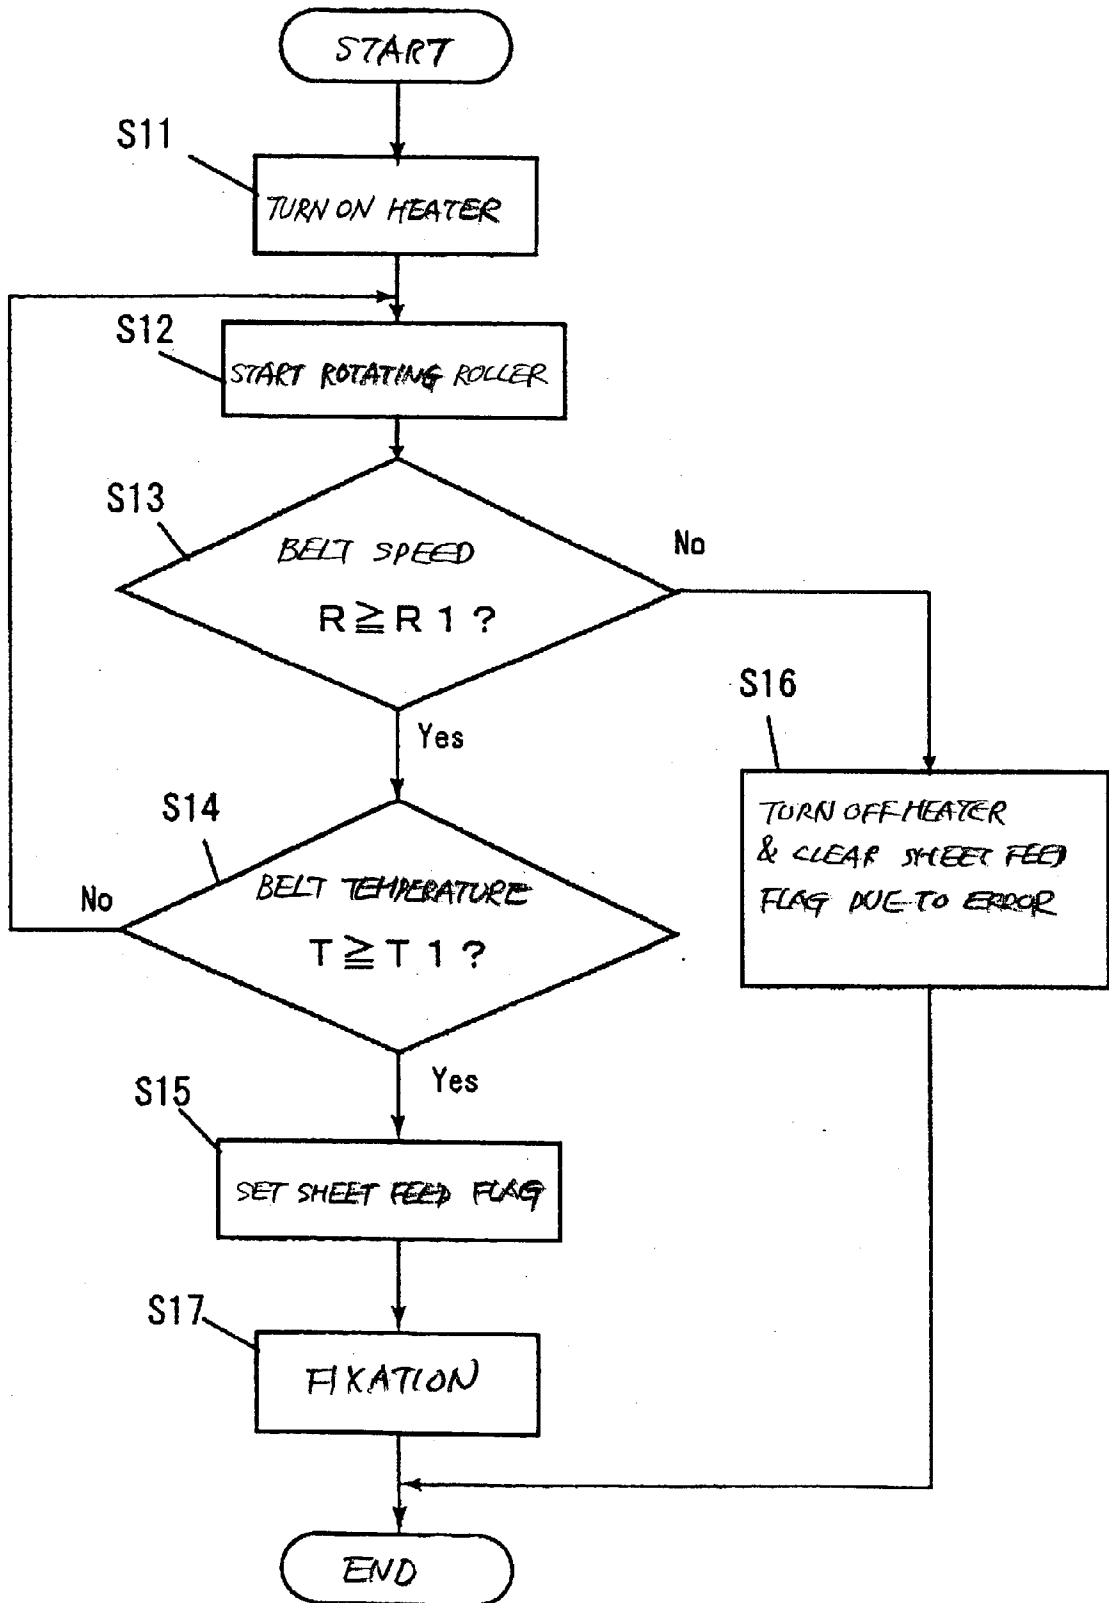 START
S11
TURN ON HEATER
S12
START ROTATING ROLLER
S13
BELT SPEED
R≧R1?
No
Yes
S16
TURN OFF HEATER
& CLEAR SHEET FEED
FLAG DUE TO ERROR
S14
BELT TEMPERATURE
T≧T1?
No
Yes
S15
SET SHEET FEED FLAG
S17
FIXATION
END